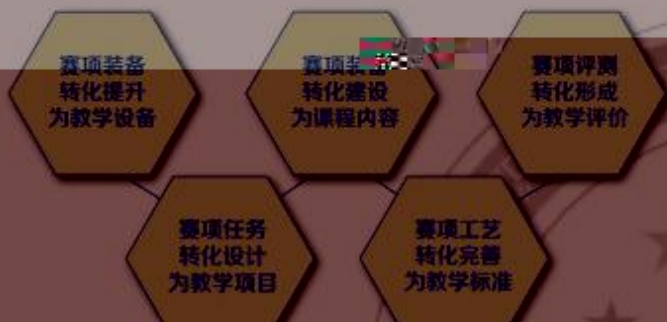 赛项装备
转化提升
为教学设备
赛项装
转化建设
为课程内容
赛项评测
转化形成
为教学评价
赛项任务
转化设计
为教学项目
赛项工艺
转化完善
为教学标准